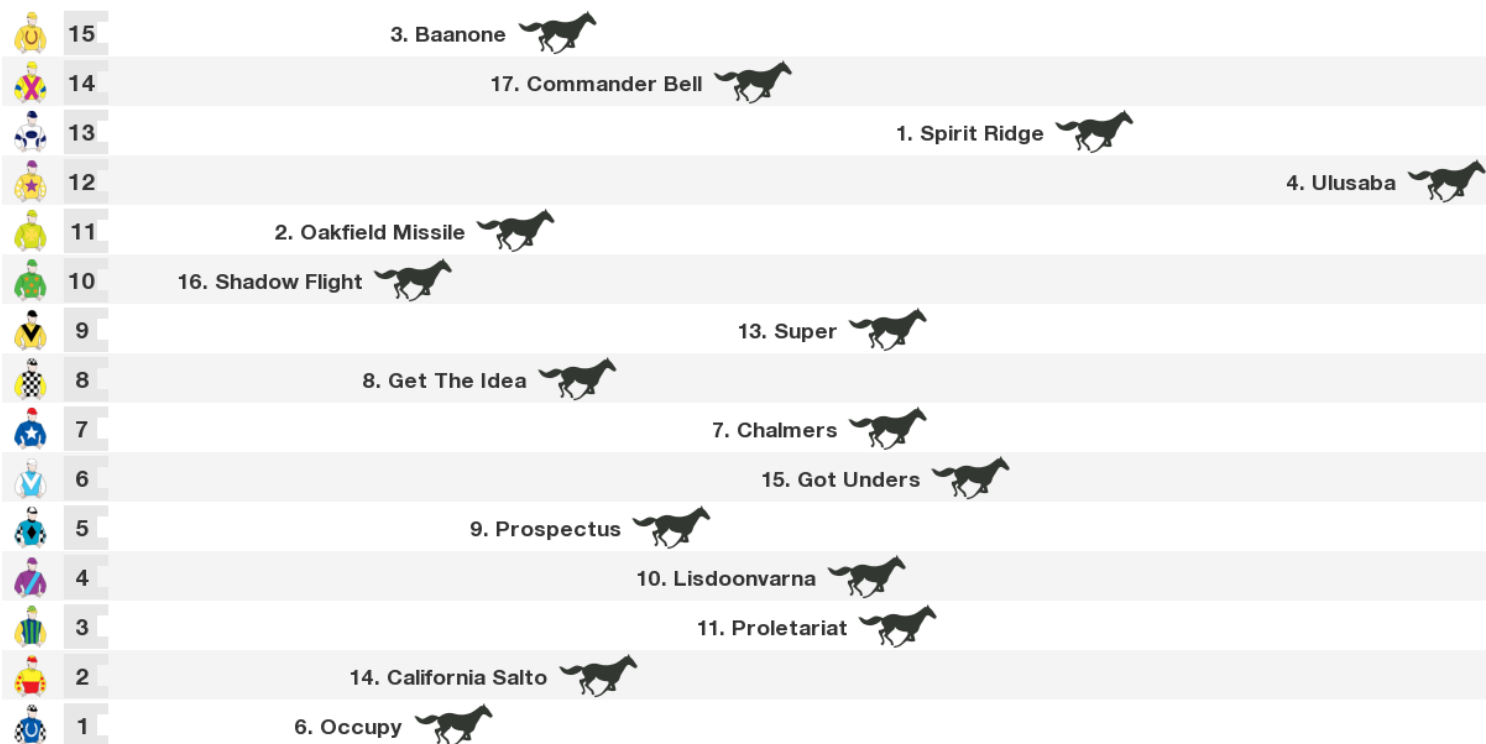 15 3. Baanone
14 17. Commander Bell
13 1. Spirit Ridge
12 4. Ulusaba
11 2. Oakfield Missile
10 16. Shadow Flight
9 13. Super
8 8. Get The Idea
7 7. Chalmers
6 15. Got Unders
5 9. Prospectus
4 10. Lisdoonvarna
3 11. Proletariat
2 14. California Salto
1 6. Occupy